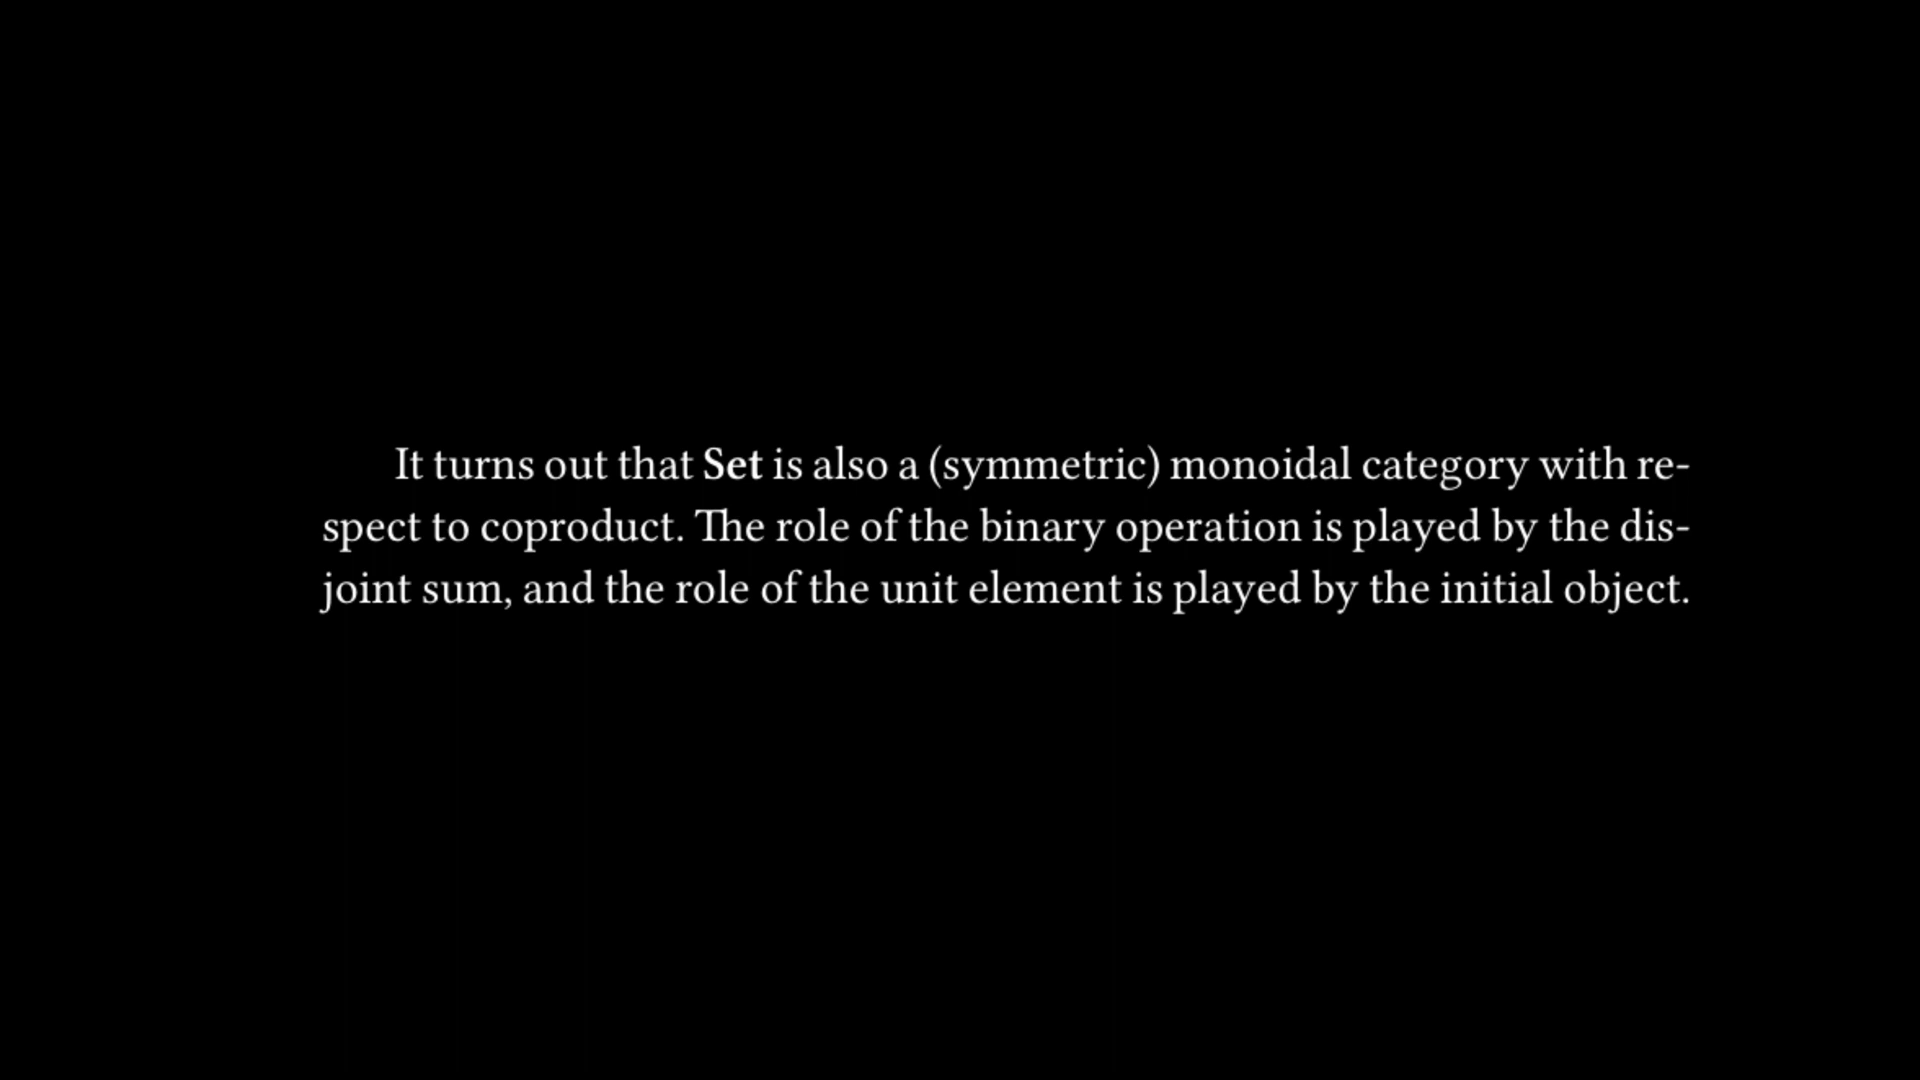 It turns out that Set is also a (symmetric) monoidal category with re-
spect to coproduct. The role of the binary operation is played by the dis-
joint sum, and the role of the unit element is played by the initial object.